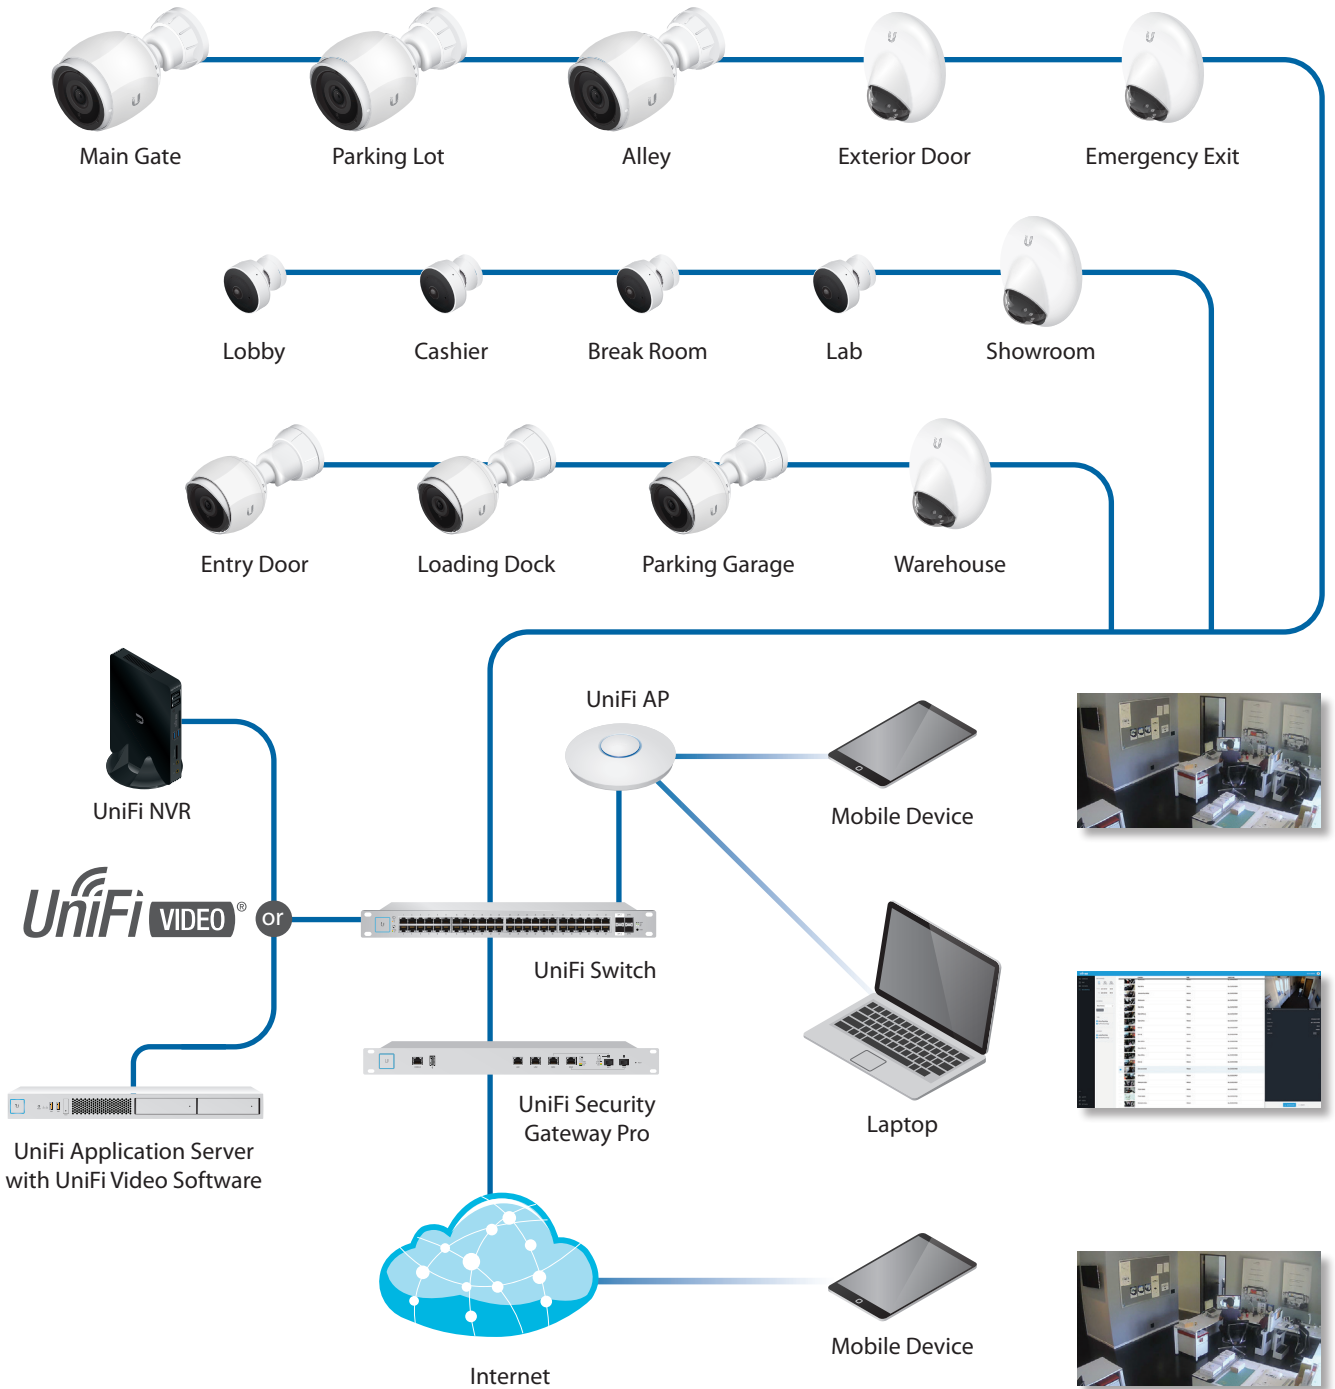 Main Gate
Parking Lot
Alley
Exterior Door
Emergency Exit
Lobby
Cashier
Break Room
Lab
Showroom
Entry Door
Loading Dock
Parking Garage
Warehouse
UniFi AP
UniFi NVR
Mobile Device
UniFi VIDEO®
or
UniFi Switch
UniFi Security
Gateway Pro
Laptop
UniFi Application Server
with UniFi Video Software
Mobile Device
Internet